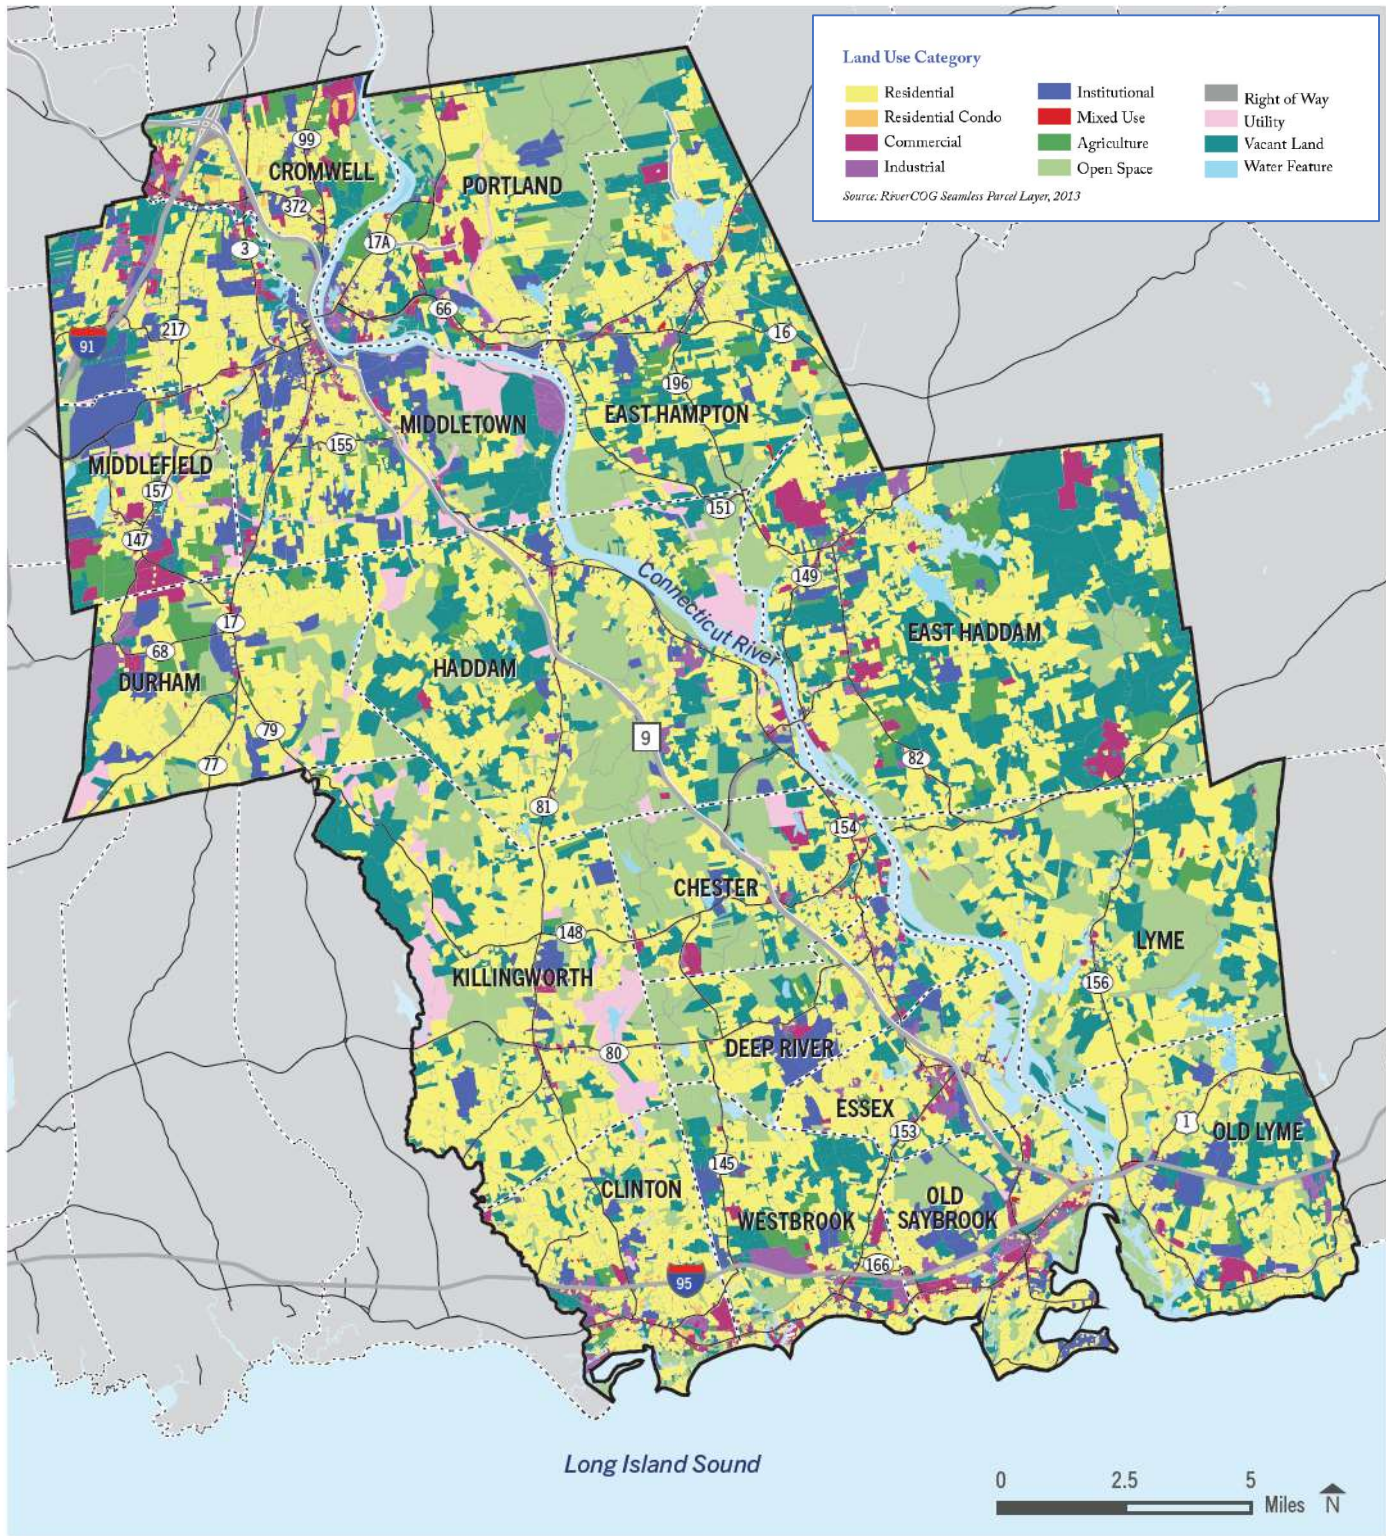 Land Use Category
Residential
Residential Condo
Commercial
Industrial
Institutional
Mixed Use
Agriculture
Open Space
Right of Way
Utility
Vacant Land
Water Feature
Source: RiverCOG Seamless Parcel Layer, 2013
99
CROMWELL
PORTLAND
372
3
17A
66
217
16
91
196
MIDDLETOWN
EAST HAMPTON
155
MIDDLEFIELD
157
151
147
149
Connecticut River
17
EAST HADDAM
68
HADDAM
DURHAM
79
9
77
82
81
154
CHESTER
148
LYME
KILLINGWORTH
156
80
DEEP RIVER
ESSEX
153
1
OLD LYME
145
CLINTON
WESTBROOK
OLD
SAYBROOK
166
95
Long Island Sound
0 2.5 5
Miles N